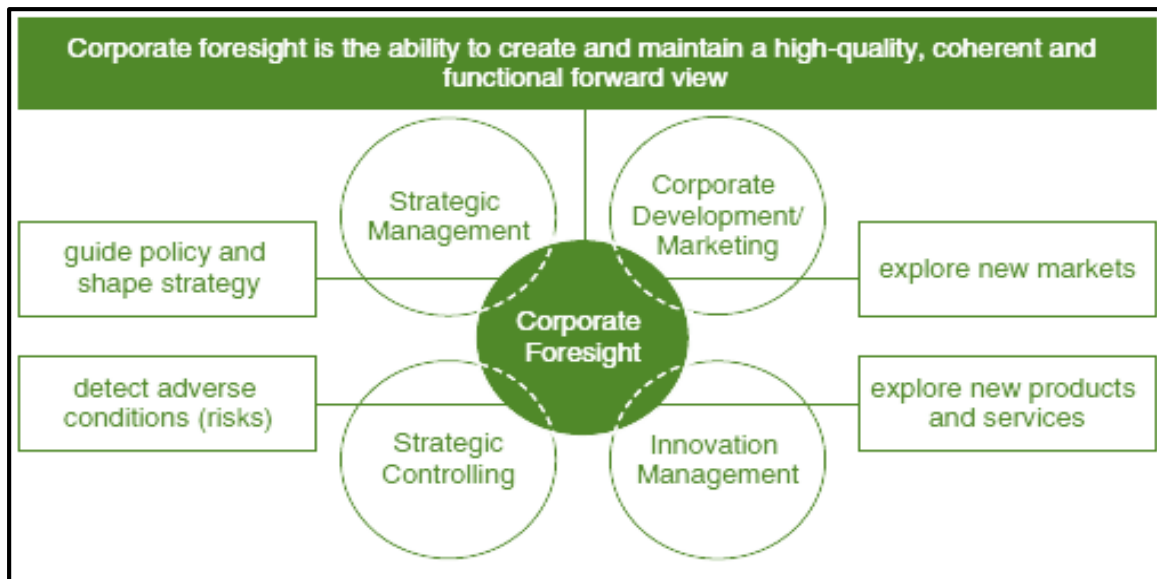 Corporate foresight is the ability to create and maintain a high-quality, coherent and
functional forward view
Strategic
Management
Corporate
Development/
Marketing
guide policy and
shape strategy
explore new markets
Corporate
Foresight
detect adverse
conditions (risks)
explore new products
and services
Strategic
Controlling
Innovation
Management